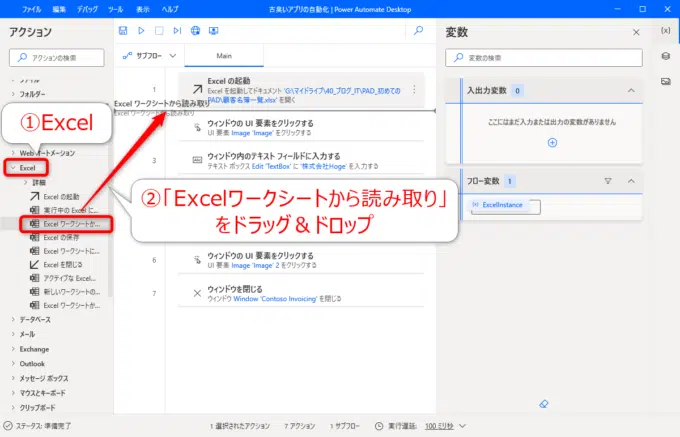 ファイル 編集 デバッグ ツール 表示 ヘルプ 古臭いアプリの自動化 | Power Automate Desktop
アクション
アクションの検索
フォルダー
①Excel
Web オートメーション
Excel
詳細
Excel の起動
実行中の Excel に...
Excel ワークシートか...
Excel の保存
Excel ワークシートに...
Excel を閉じる
アクティブな Excel...
新しいワークシートの...
Excel ワークシートか...
データベース
メール
Exchange
Outlook
メッセージ ボックス
マウスとキーボード
クリップボード
サブフロー Main
1 Excel の起動
Excel を起動してドキュメント 'G:\マイドライブ\40_ブログ_IT\PAD_初めての
PAD\顧客名簿一覧.xlsx' を開く
Excel ワークシートから読み取り
Excel ワークシートから読み取り
ウィンドウの UI 要素をクリックする
UI 要素 Image 'Image' をクリックする
3 ウィンドウ内のテキスト フィールドに入力する
テキスト ボックス Edit 'TextBox' に '株式会社Hoge' を入力する
②「Excelワークシートから読み取り」
をドラッグ＆ドロップ
6 ウィンドウの UI 要素をクリックする
UI 要素 Image 'Image' 2 をクリックする
7 ウィンドウを閉じる
ウィンドウ Window 'Contoso Invoicing' を閉じる
変数
{x}
変数の検索
入出力変数 0
ここにはまだ入力または出力の変数がありません
フロー変数 1
(x) ExcelInstance
ステータス: 準備完了 1 選択されたアクション 7 アクション 1 サブフロー 実行遅延: 100 ミリ秒